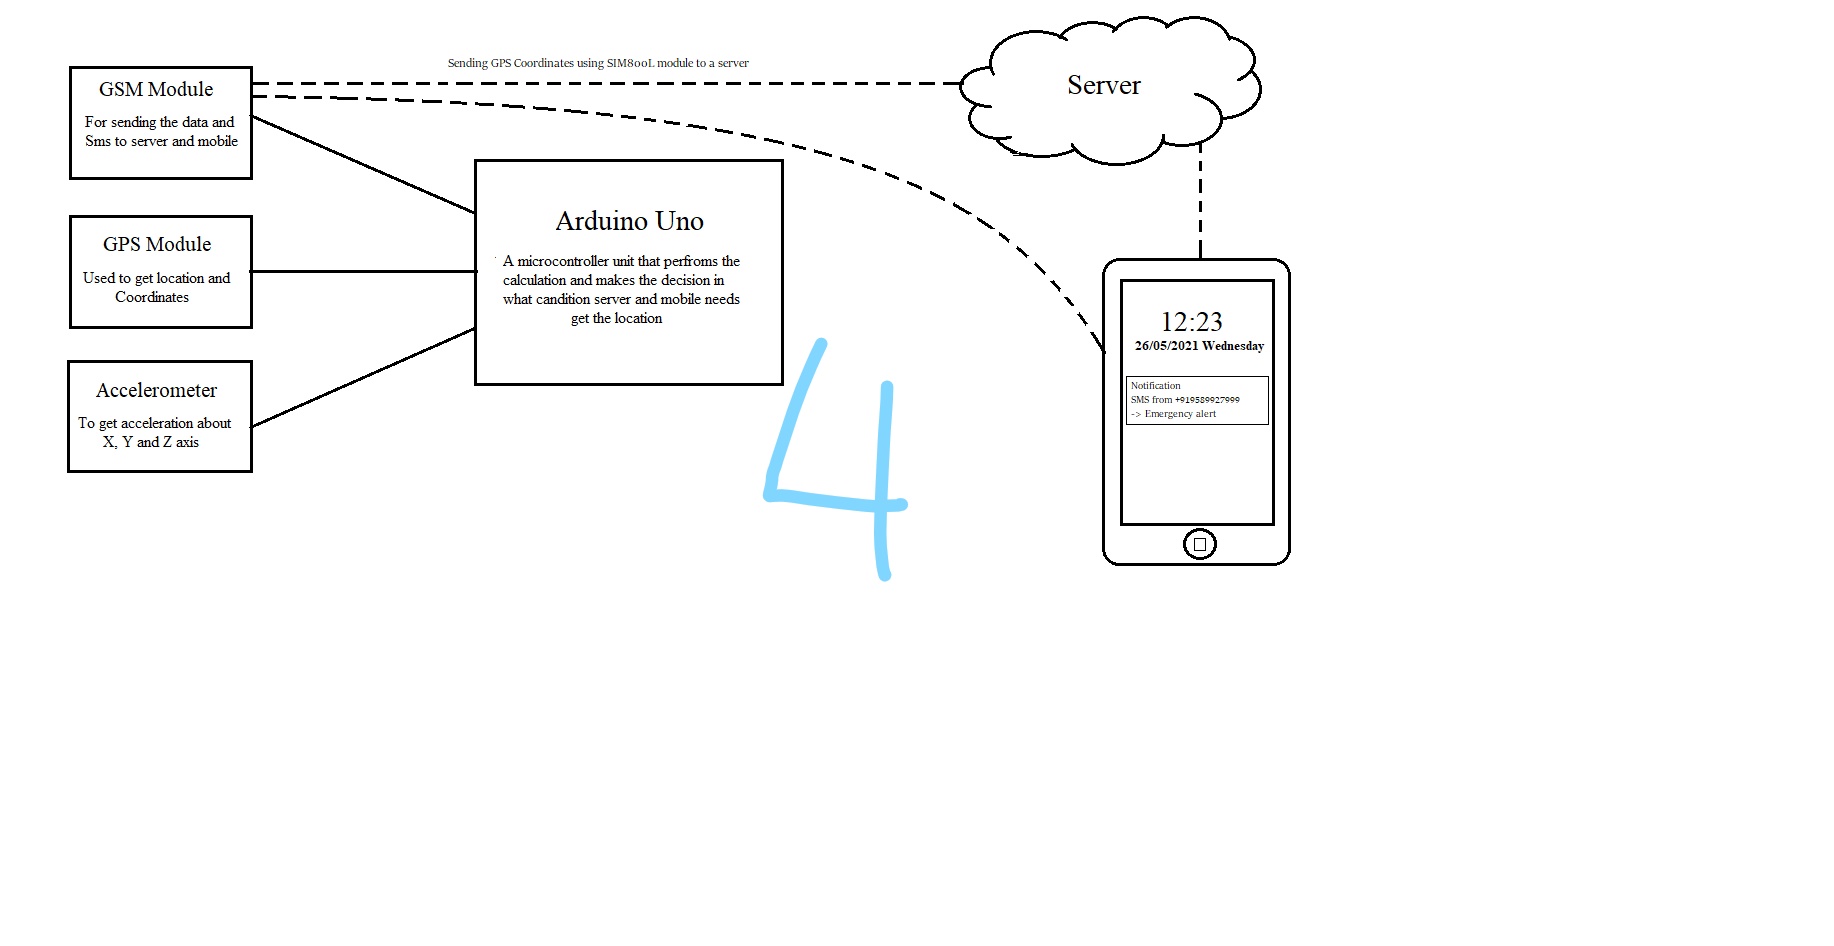 Sending GPS Coordinates using SIM800L module to a server
Server
GSM Module
For sending the data and
Sms to server and mobile
GPS Module
Used to get location and
Coordinates
Accelerometer
To get acceleration about
X, Y and Z axis
Arduino Uno
A microcontroller unit that perfroms the
calculation and makes the decision in
what candition server and mobile needs
get the location
4
12:23
26/05/2021 Wednesday
Notification
SMS from +919589927999
-> Emergency alert